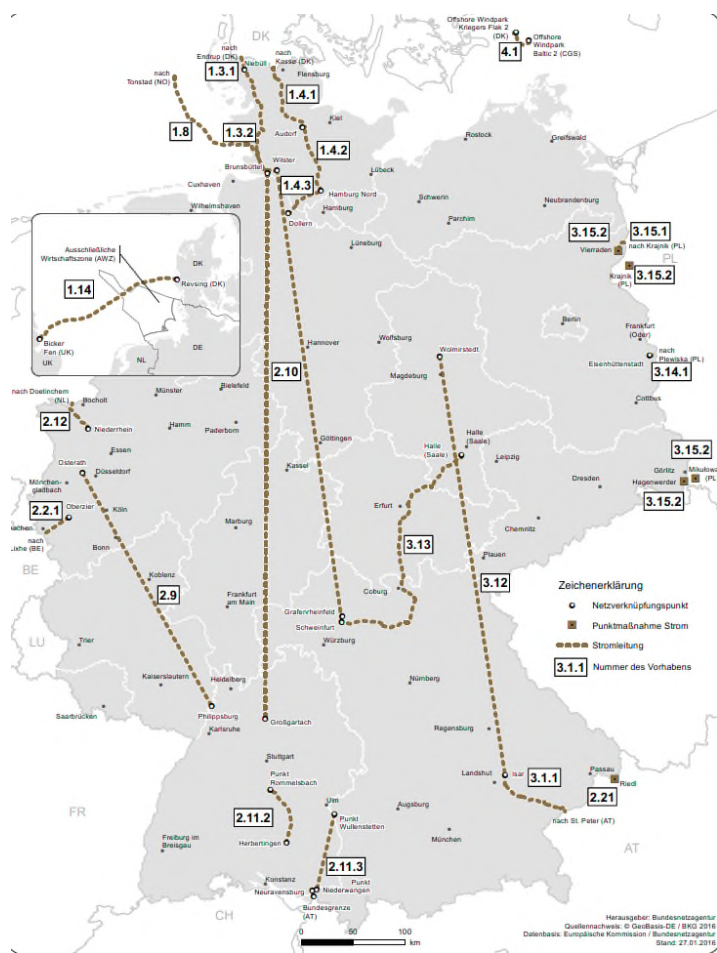 Offshore Windpark
Kriegers Flak 2
(DK)
Offshore
Windpark
Baltic 2 (CGS)
4.1
DK
nach
Endrup (DK)
Niebüll
nach
Kassø (DK)
Flensburg
nach
Tonstad (NO)
1.3.1
1.4.1
1.8
1.3.2
Audorf
Kiel
1.4.2
Rostock
Greifswald
Brunsbüttel
Wilster
1.4.3
Lübeck
Cuxhaven
Hamburg Nord
Schwerin
Neubrandenburg
Wilhelmshaven
Hamburg
Dollern
Parchim
Lüneburg
3.15.2
3.15.1
Vierraden
nach Krajnik (PL)
PL
Krajnik
(PL)
3.15.2
Ausschließliche
Wirtschaftszone (AWZ)
DK
1.14
Revsing (DK)
Bicker
Fen (UK)
UK
NL
DE
Berlin
Frankfurt
(Oder)
Hannover
Wolfsburg
Wolmirstedt
nach
Plewiska (PL)
Eisenhüttenstadt
Magdeburg
3.14.1
2.10
nach Doetinchem
(NL)
Bocholt
Münster
Bielefeld
Cottbus
2.12
Niederrhein
Hamm
Paderborn
Göttingen
Halle
(Saale)
Halle
(Saale)
Leipzig
Essen
Osterath
Düsseldorf
Kassel
3.15.2
Görlitz
Mikułowa
(PL)
Hagenwerder
Mönchen-
gladbach
Dresden
2.2.1
Oberzier
Köln
Erfurt
3.15.2
Aachen
Marburg
Chemnitz
nach
Lixhe (BE)
Bonn
3.13
Plauen
BE
Koblenz
3.12
2.9
Frankfurt
am Main
Coburg
Grafenrheinfeld
Schweinfurt
LU
Trier
Würzburg
Zeichenerklärung
Netzverknüpfungspunkt
Punktmaßnahme Strom
Stromleitung
3.1.1
Nummer des Vorhabens
Kaiserslautern
Heidelberg
Nürnberg
Saarbrücken
Philippsburg
Großgartach
Karlsruhe
Regensburg
Stuttgart
Punkt
Rommelsbach
Landshut
Isar
3.1.1
Passau
Riedl
2.21
FR
2.11.2
Ulm
Augsburg
nach St. Peter (AT)
Punkt
Wullenstetten
Herbertingen
Freiburg im
Breisgau
München
2.11.3
AT
Konstanz
Neuravensburg
Punkt
Niederwangen
Bundesgrenze
(AT)
CH
0
50
100
km
Herausgeber: Bundesnetzagentur
Quellennachweis: © GeoBasis-DE / BKG 2016
Datenbasis: Europäische Kommission / Bundesnetzagentur
Stand: 27.01.2016